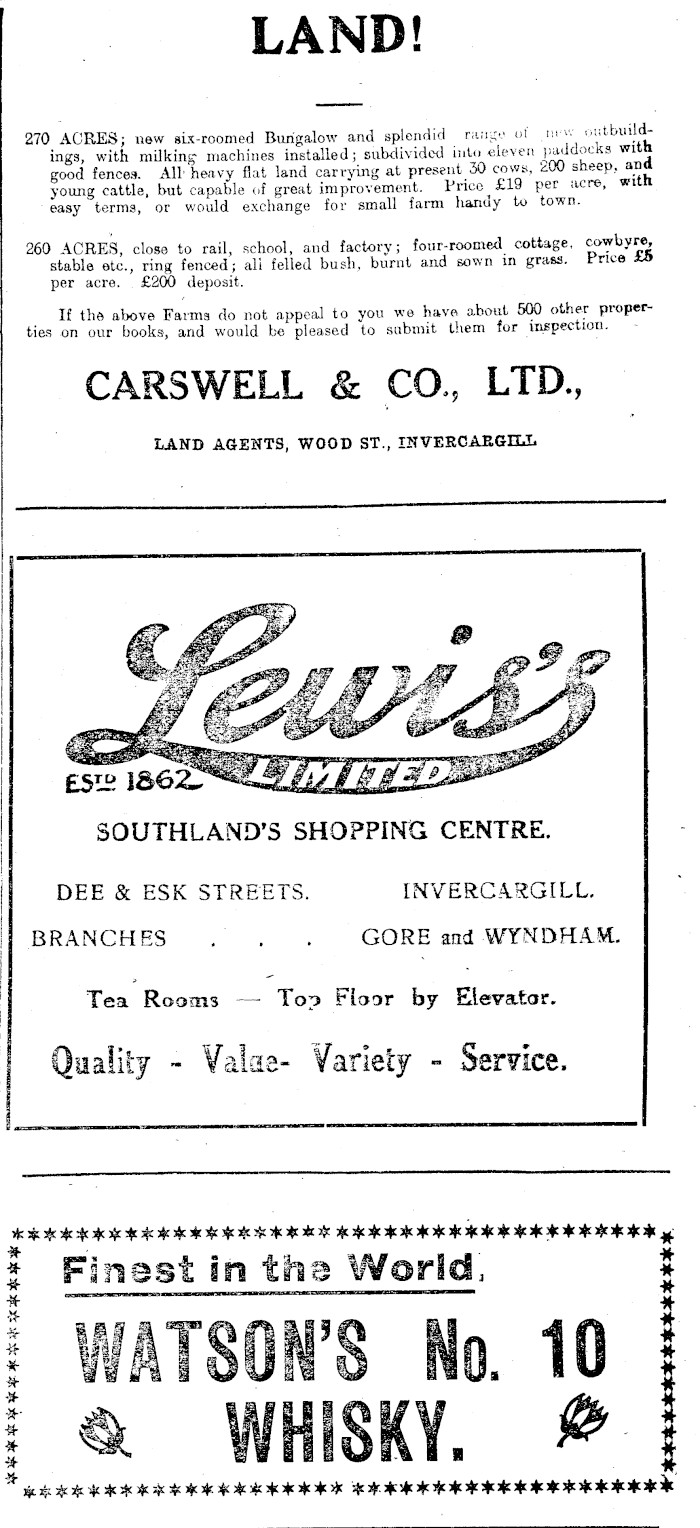 LAND!
270 ACRES; new six-roomed Bungalow and splendid range of new outbuild-
ings, with milking machines installed; subdivided into eleven paddocks with
good fences. All heavy flat land carrying at present 30 cows, 200 sheep, and
young cattle, but capable of great improvement. Price £19 per acre, with
easy terms, or would exchange for small farm handy to town.
260 ACRES, close to rail, school, and factory; four-roomed cottage, cowbyre,
stable etc., ring fenced; all felled bush, burnt and sown in grass. Price £5
per acre. £200 deposit.
If the above Farms do not appeal to you we have about 500 other proper-
ties on our books, and would be pleased to submit them for inspection.
CARSWELL & CO., LTD.,
LAND AGENTS, WOOD ST., INVERCARGILL
Lewis's
LIMITED
ESTD 1862
SOUTHLAND'S SHOPPING CENTRE.
DEE & ESK STREETS. INVERCARGILL.
BRANCHES . . . GORE and WYNDHAM.
Tea Rooms — Top Floor by Elevator.
Quality - Value- Variety - Service.
Finest in the World.
WATSON'S No. 10
WHISKY.